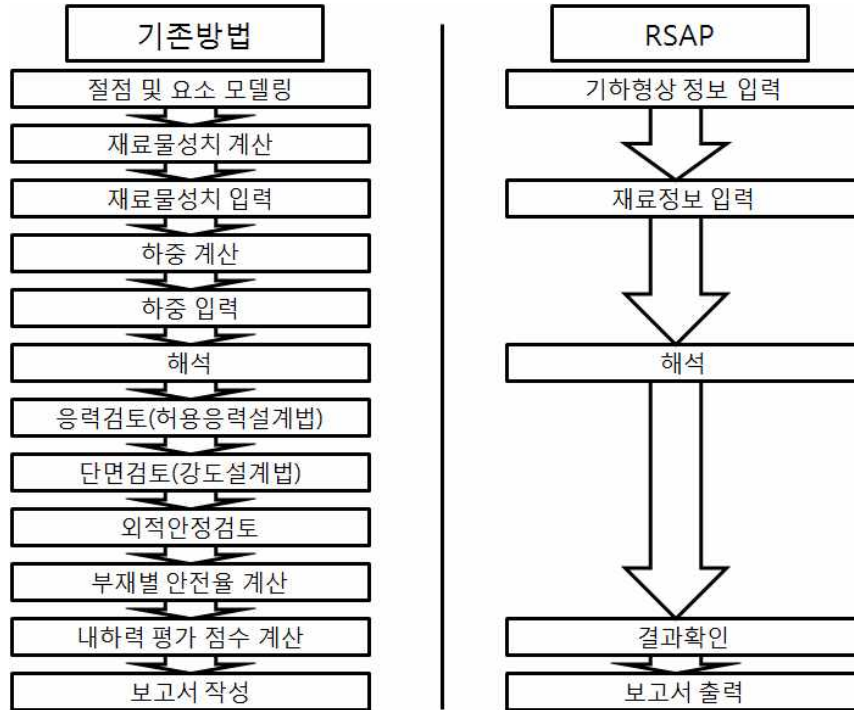 기존방법
절점 및 요소 모델링
재료물성치 계산
재료물성치 입력
하중 계산
하중 입력
해석
응력검토(허용응력설계법)
단면검토(강도설계법)
외적안정검토
부재별 안전율 계산
내하력 평가 점수 계산
보고서 작성
RSAP
기하형상 정보 입력
재료정보 입력
해석
결과확인
보고서 출력